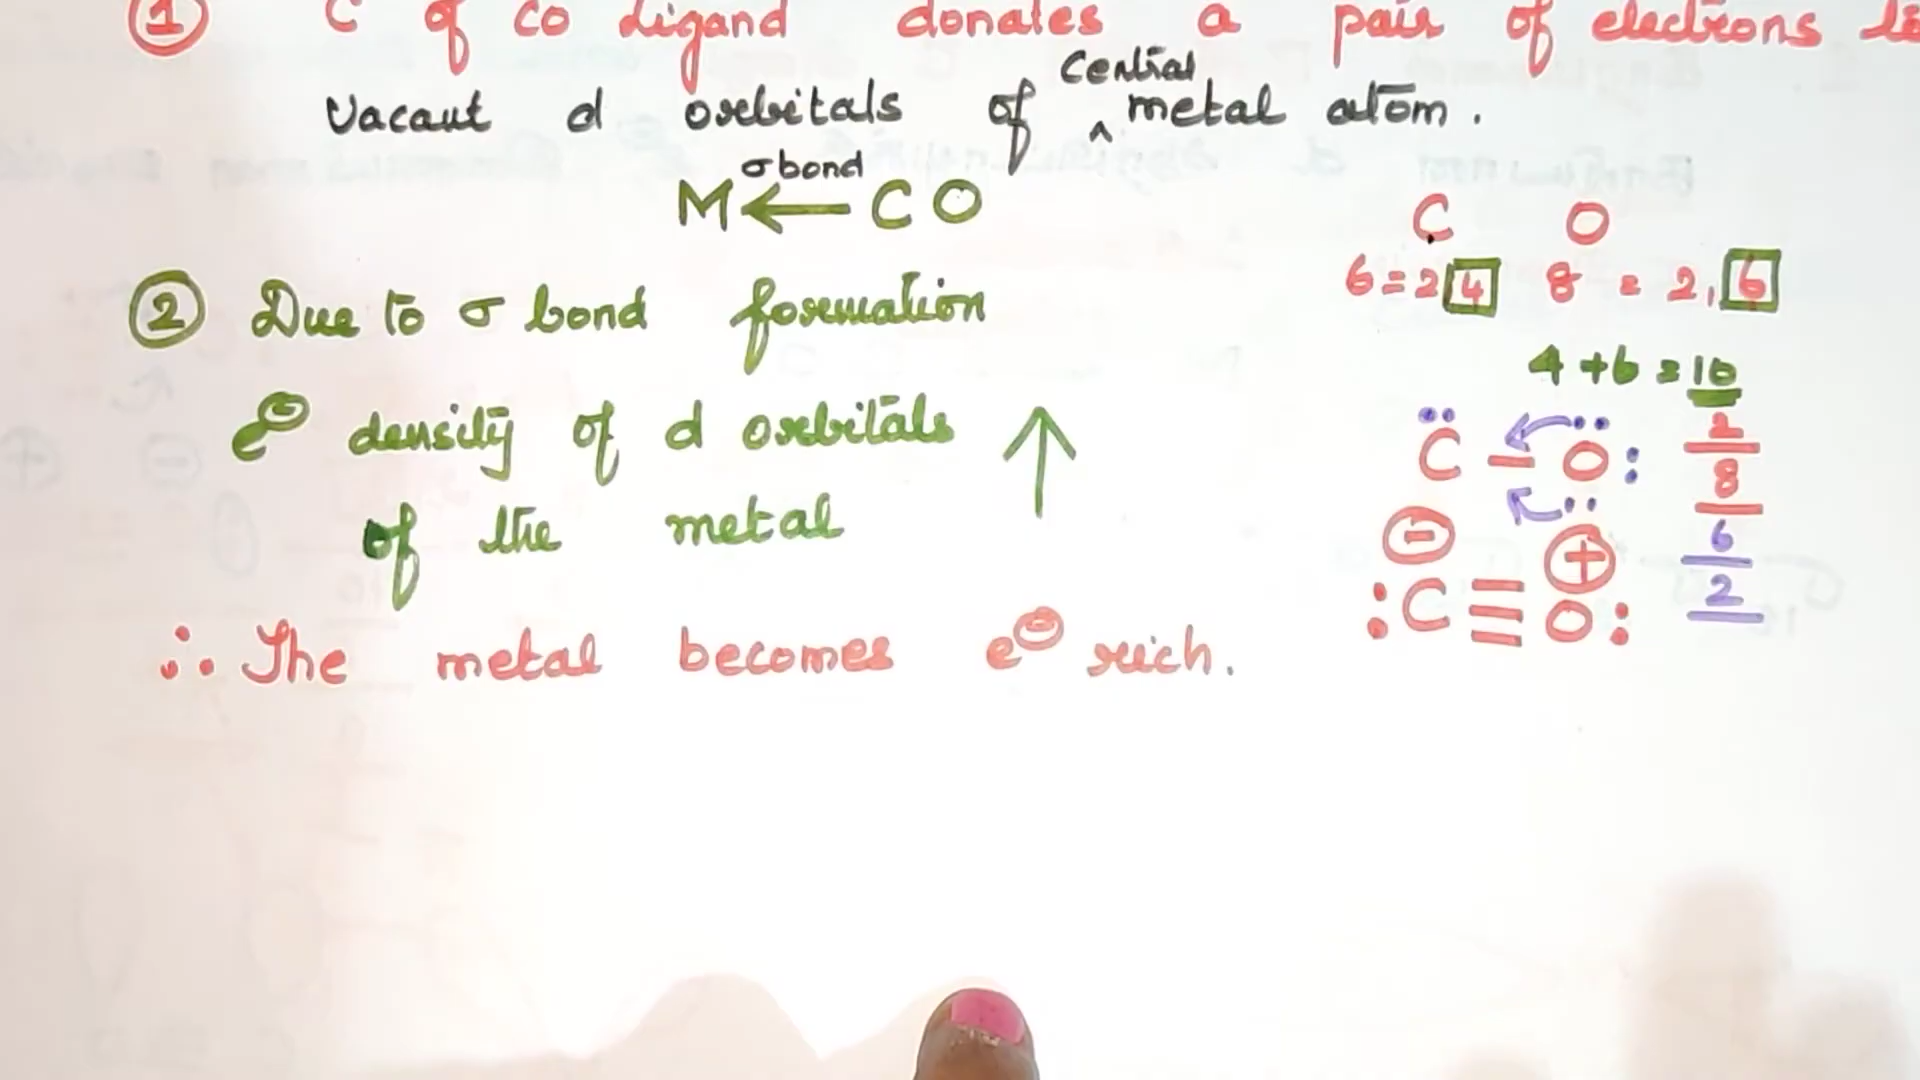 ① C of CO Ligand donates a pair of electrons
Vacant d orbitals of Central metal atom.
σ bond
M ← CO
② Due to σ bond formation
e⊖ density of d orbitals ↑
of the metal
∴ The metal becomes e⊖ rich.
C O
6 = 2 4 8 = 2, 6
4 + 6 = 10
C – O : 2
8
⊖ ⊕ 6
: C ≡ O : 2